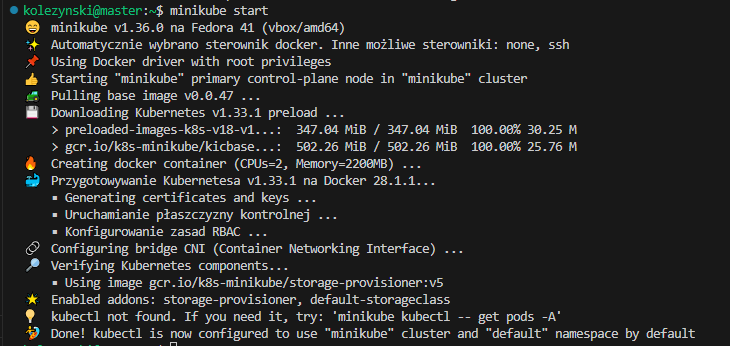 kolezynski@master:~$ minikube start
😄 minikube v1.36.0 na Fedora 41 (vbox/amd64)
✨ Automatycznie wybrano sterownik docker. Inne możliwe sterowniki: none, ssh
📌 Using Docker driver with root privileges
👍 Starting "minikube" primary control-plane node in "minikube" cluster
🚜 Pulling base image v0.0.47 ...
💾 Downloading Kubernetes v1.33.1 preload ...
> preloaded-images-k8s-v18-v1...: 347.04 MiB / 347.04 MiB 100.00% 30.25 M
> gcr.io/k8s-minikube/kicbase...: 502.26 MiB / 502.26 MiB 100.00% 25.76 M
🔥 Creating docker container (CPUs=2, Memory=2200MB) ...
🐳 Przygotowywanie Kubernetesa v1.33.1 na Docker 28.1.1...
▪ Generating certificates and keys ...
▪ Uruchamianie płaszczyzny kontrolnej ...
▪ Konfigurowanie zasad RBAC ...
🔗 Configuring bridge CNI (Container Networking Interface) ...
🔎 Verifying Kubernetes components...
▪ Using image gcr.io/k8s-minikube/storage-provisioner:v5
🌟 Enabled addons: storage-provisioner, default-storageclass
💡 kubectl not found. If you need it, try: 'minikube kubectl -- get pods -A'
🏄 Done! kubectl is now configured to use "minikube" cluster and "default" namespace by default